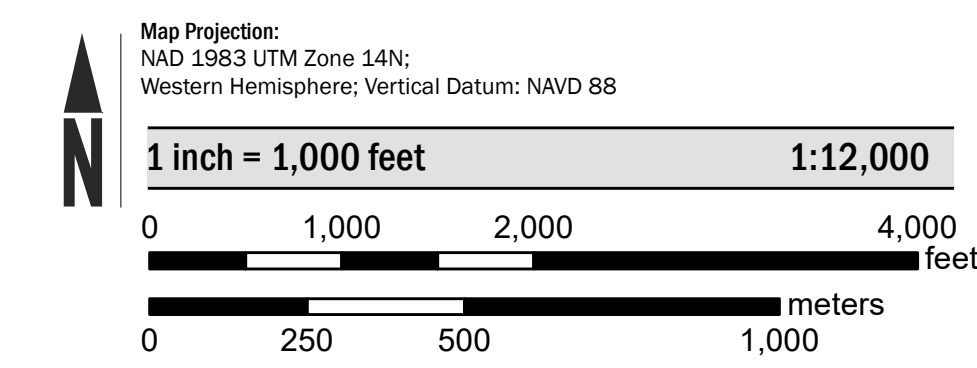 Map Projection:
NAD 1983 UTM Zone 14N;
Western Hemisphere; Vertical Datum: NAVD 88
N
1 inch = 1,000 feet 1:12,000
0 1,000 2,000 4,000
feet
meters
0 250 500 1,000